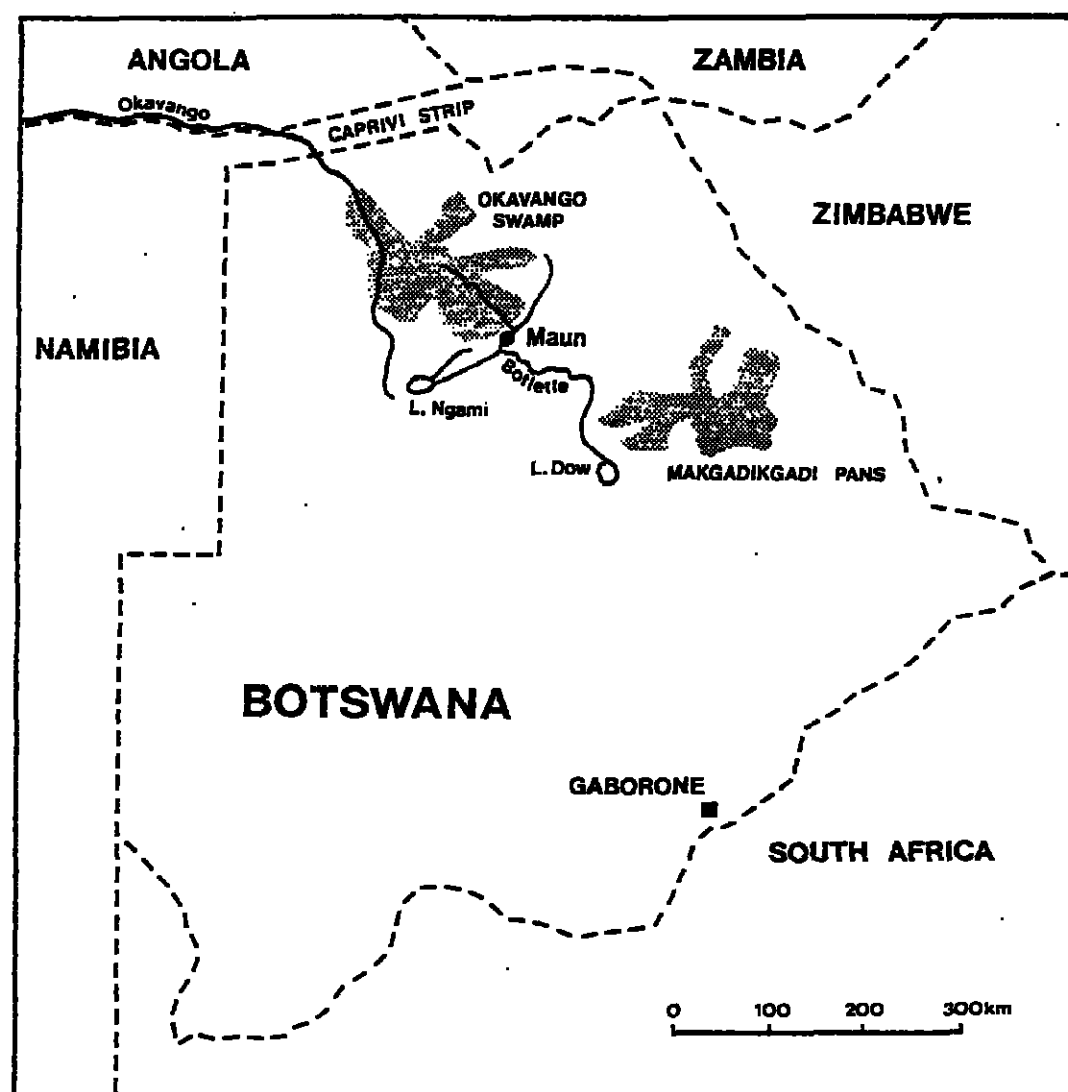 ANGOLA
ZAMBIA
Okavango
CAPRIVI STRIP
OKAVANGO
SWAMP
ZIMBABWE
NAMIBIA
Maun
Botletle
L. Ngami
L. Dow
MAKGADIKGADI PANS
BOTSWANA
GABORONE
SOUTH AFRICA
0 100 200 300km